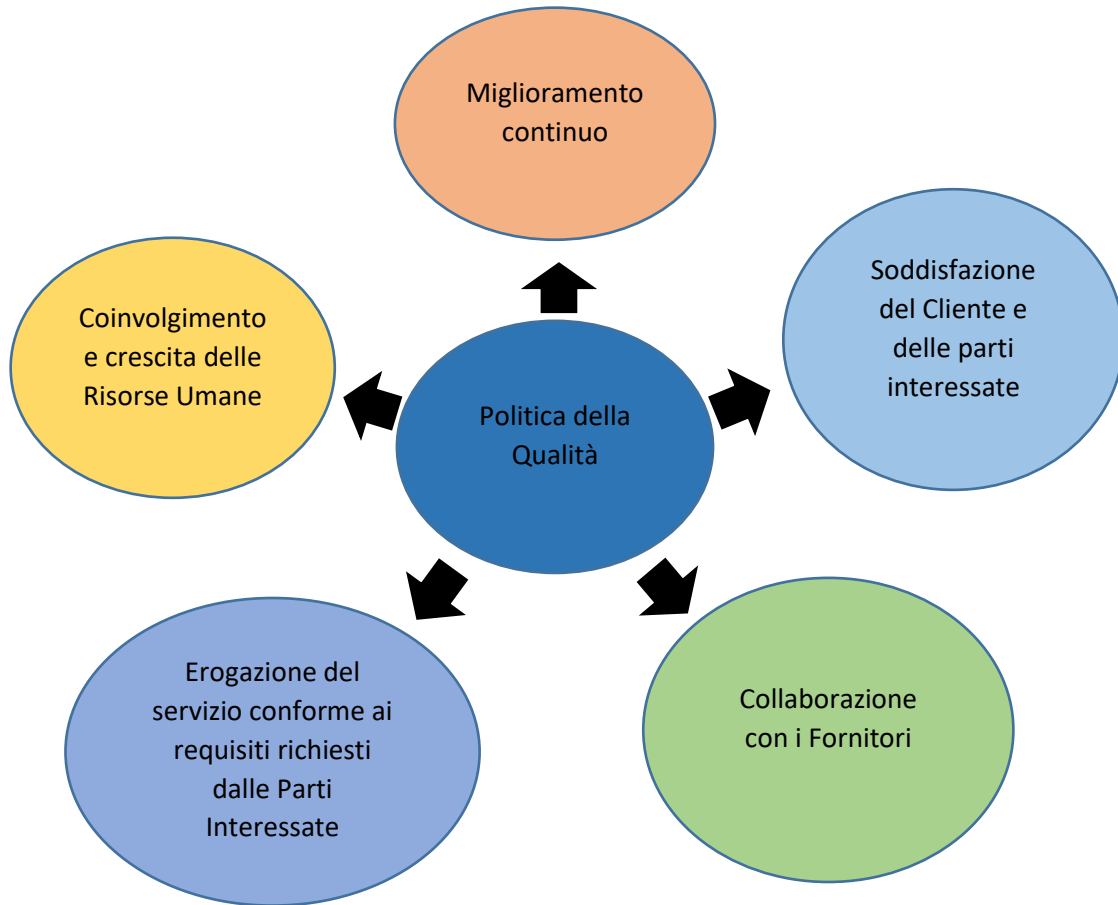 Miglioramento
continuo
Soddisfazione
del Cliente e
delle parti
interessate
Coinvolgimento
e crescita delle
Risorse Umane
Politica della
Qualità
Erogazione del
servizio conforme ai
requisiti richiesti
dalle Parti
Interessate
Collaborazione
con i Fornitori